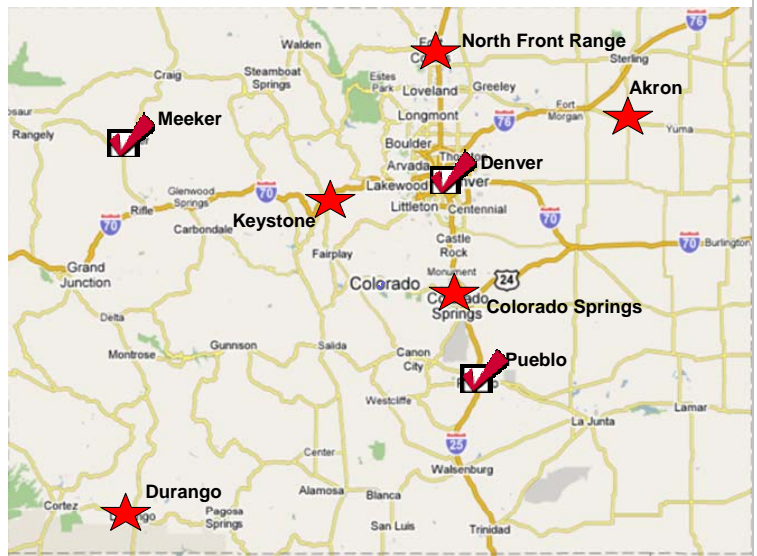 76
Walden
North Front Range
Sterling
Craig
Steamboat
Springs
Estes
Park
Loveland
Greeley
Akron
Fort
Morgan
Meeker
Longmont
76
Yuma
Rangely
Boulder
Arvada
Denver
Lakewood
70
Glenwood
Springs
Rifle
Littleton
Centennial
Keystone
70
70
Carbondale
Castle
Rock
70
Burlington
Fairplay
Grand
Junction
Monument
24
Colorado
Colorado Springs
Springs
Delta
Montrose
Gunnson
Salida
Canon
City
Pueblo
Westcliffe
Lamar
La Junta
25
Center
Walsenburg
Durango
Alamosa
Blanca
Cortez
Pagosa
Springs
San Luis
Trinidad